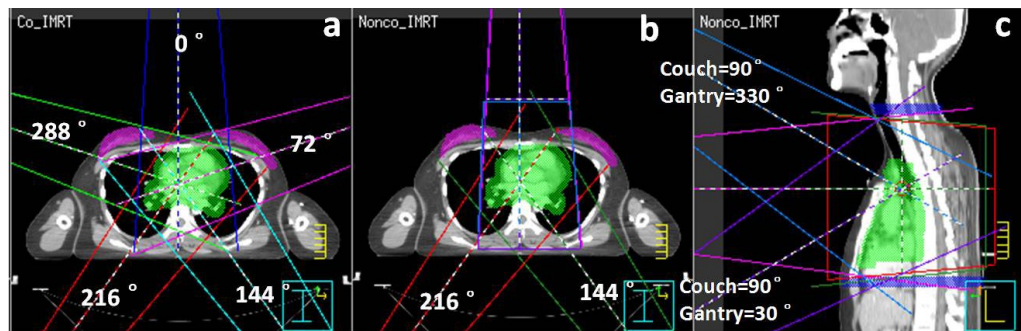 Co_IMRT
a
0 °
288 °
72 °
216 °
144 °
Nonco_IMRT
b
216 °
144 °
Nonco_IMRT
c
Couch=90°
Gantry=330°
Couch=90°
Gantry=30°